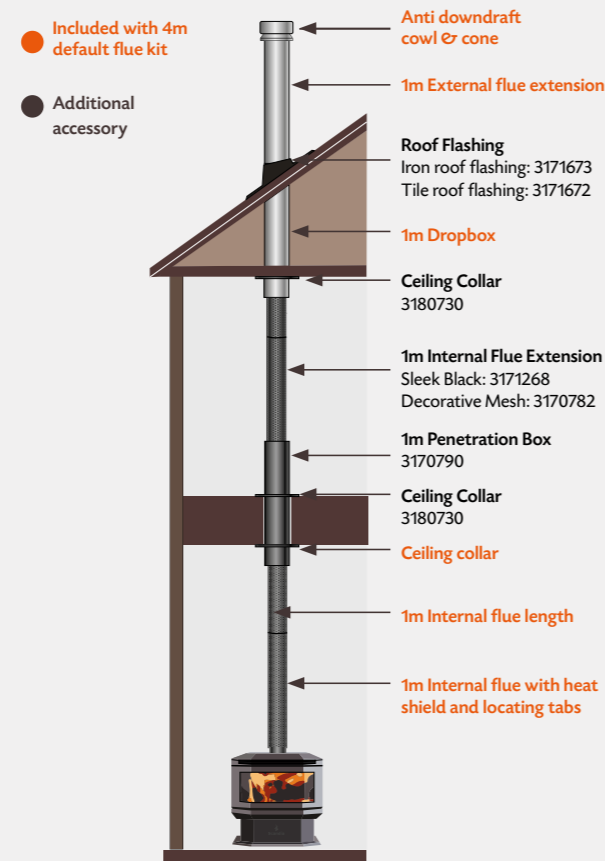 Included with 4m
default flue kit
Additional
accessory
Anti downdraft
cowl & cone
1m External flue extension
Roof Flashing
Iron roof flashing: 3171673
Tile roof flashing: 3171672
1m Dropbox
Ceiling Collar
3180730
1m Internal Flue Extension
Sleek Black: 3171268
Decorative Mesh: 3170782
1m Penetration Box
3170790
Ceiling Collar
3180730
Ceiling collar
1m Internal flue length
1m Internal flue with heat
shield and locating tabs